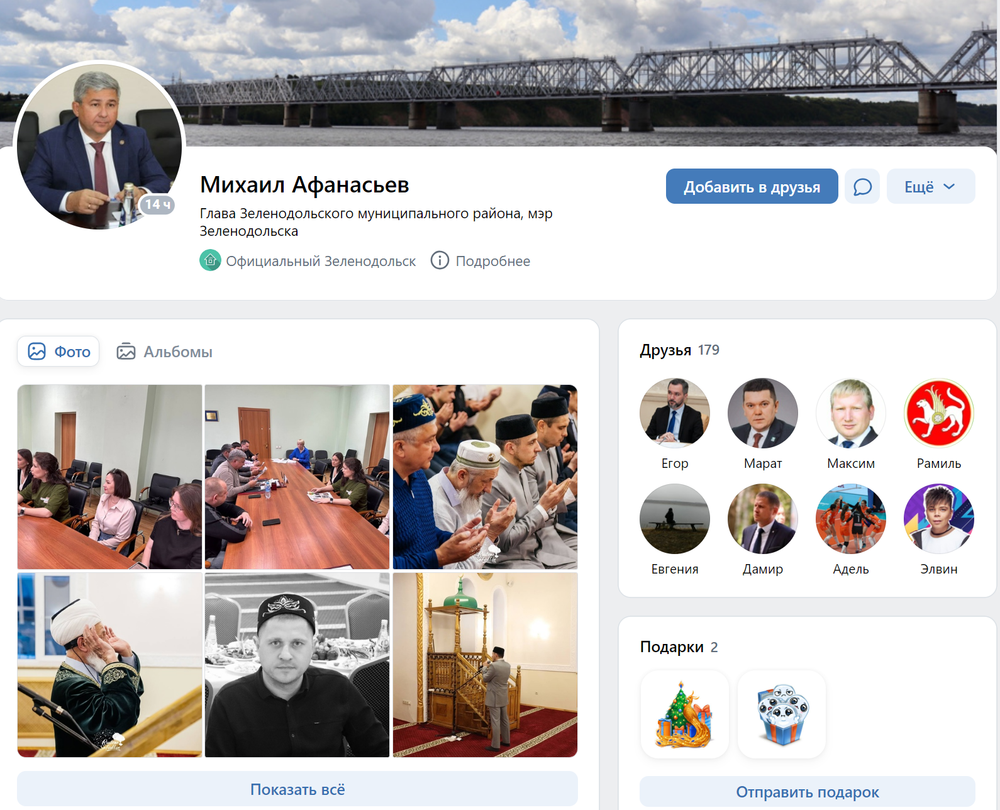 14 ч
Михаил Афанасьев
Глава Зеленодольского муниципального района, мэр
Зеленодольска
Официальный Зеленодольск
Подробнее
Добавить в друзья
Ещё
Фото
Альбомы
Показать всё
Друзья 179
Егор
Марат
Максим
Рамиль
Евгения
Дамир
Адель
Элвин
Подарки 2
Отправить подарок